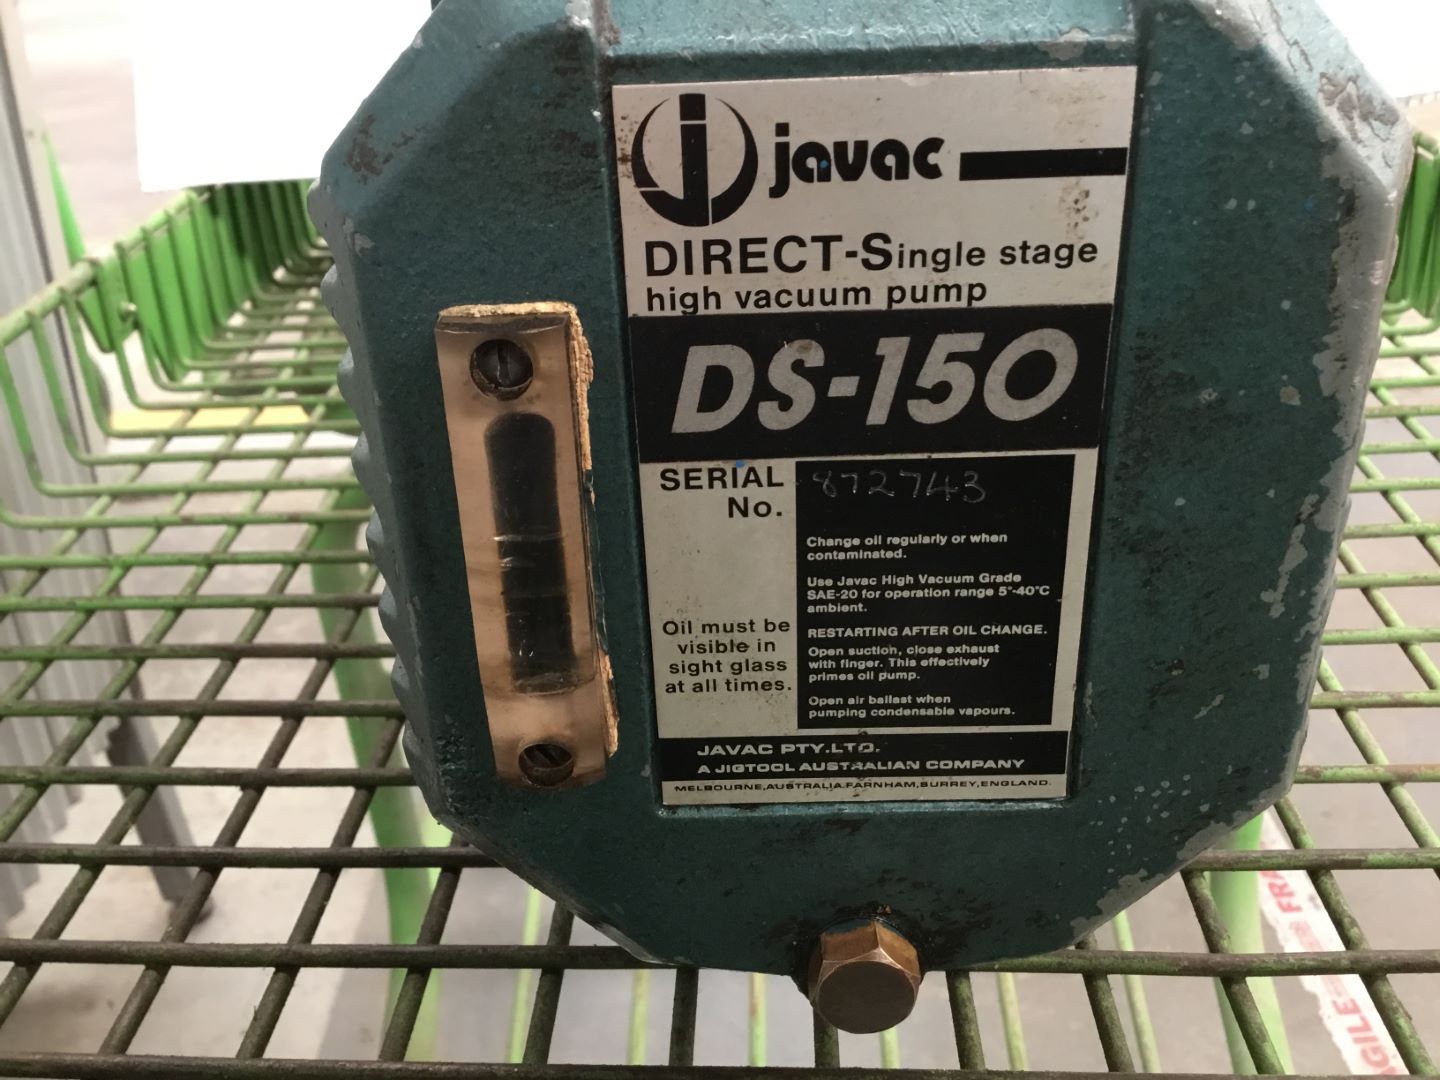 javac
DIRECT-Single stage
high vacuum pump
DS-150
SERIAL
No.
872743
Change oil regularly or when
contaminated.
Use Javac High Vacuum Grade
SAE-20 for operation range 5°-40°C
ambient.
RESTARTING AFTER OIL CHANGE.
Open suction, close exhaust
with finger. This effectively
primes oil pump.
Open air ballast when
pumping condensable vapours.
Oil must be
visible in
sight glass
at all times.
JAVAC PTY.LTD.
A JIGTOOL AUSTRALIAN COMPANY
MELBOURNE,AUSTRALIA.FARNHAM,SURREY,ENGLAND.
FRA
AGILE